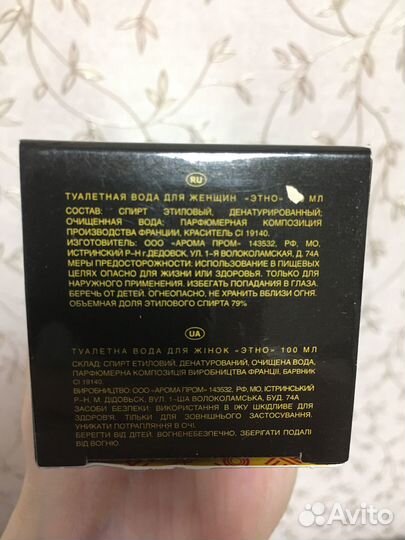 RU
ТУАЛЕТНАЯ ВОДА ДЛЯ ЖЕНЩИН «ЭТНО» МЛ
СОСТАВ: СПИРТ ЭТИЛОВЫЙ, ДЕНАТУРИРОВАННЫЙ;
ОЧИЩЕННАЯ ВОДА; ПАРФЮМЕРНАЯ КОМПОЗИЦИЯ
ПРОИЗВОДСТВА ФРАНЦИИ, КРАСИТЕЛЬ CI 19140.
ИЗГОТОВИТЕЛЬ: ООО «АРОМА ПРОМ» 143532, РФ, МО,
ИСТРИНСКИЙ Р-Н г.ДЕДОВСК, УЛ. 1-Я ВОЛОКОЛАМСКАЯ, Д. 74А
МЕРЫ ПРЕДОСТОРОЖНОСТИ: ИСПОЛЬЗОВАНИЕ В ПИЩЕВЫХ
ЦЕЛЯХ ОПАСНО ДЛЯ ЖИЗНИ ИЛИ ЗДОРОВЬЯ. ТОЛЬКО ДЛЯ
НАРУЖНОГО ПРИМЕНЕНИЯ. ИЗБЕГАТЬ ПОПАДАНИЯ В ГЛАЗА.
БЕРЕЧЬ ОТ ДЕТЕЙ. ОГНЕОПАСНО, НЕ ХРАНИТЬ ВБЛИЗИ ОГНЯ.
ОБЪЕМНАЯ ДОЛЯ ЭТИЛОВОГО СПИРТА 79%
UA
ТУАЛЕТНА ВОДА ДЛЯ ЖІНОК «ЭТНО» 100 МЛ
СКЛАД: СПИРТ ЕТИЛОВИЙ, ДЕНАТУРОВАНИЙ, ОЧИЩЕНА ВОДА,
ПАРФЮМЕРНА КОМПОЗИЦІЯ ВИРОБНИЦТВА ФРАНЦІЇ, БАРВНИК
CI 19140.
ВИРОБНИЦТВО: ООО «АРОМА ПРОМ» 143532, РФ, МО, ІСТРІНСЬКИЙ
Р-Н, М. ДІДОВСЬК, ВУЛ. 1-ША ВОЛОКОЛАМСЬКА, БУД. 74А
ЗАСОБИ БЕЗПЕКИ: ВИКОРИСТАННЯ В ЇЖУ ШКІДЛИВЕ ДЛЯ
ЗДОРОВ'Я. ТІЛЬКИ ДЛЯ ЗОВНІШНЬОГО ЗАСТОСУВАННЯ.
УНИКАТИ ПОТРАПЛЯННЯ В ОЧІ.
БЕРЕГТИ ВІД ДІТЕЙ. ВОГНЕНЕБЕЗПЕЧНО, ЗБЕРІГАТИ ПОДАЛІ
ВІД ВОГНЮ.
Avito